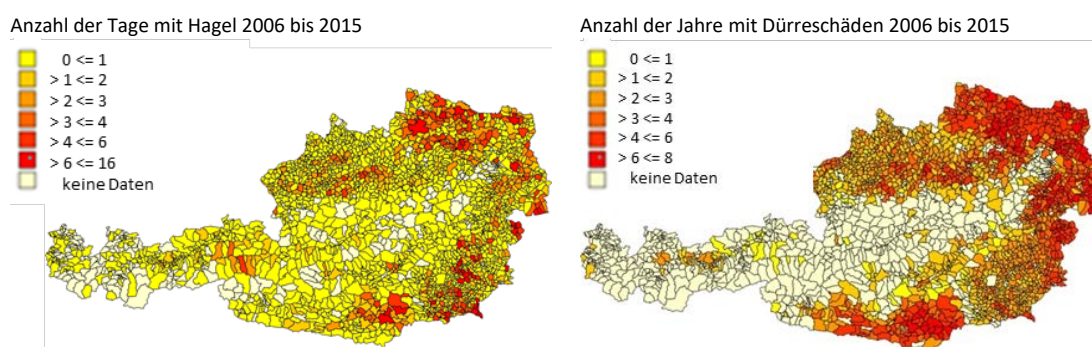 Anzahl der Tage mit Hagel 2006 bis 2015
0 <= 1
> 1 <= 2
> 2 <= 3
> 3 <= 4
> 4 <= 6
> 6 <= 16
keine Daten
Anzahl der Jahre mit Dürreschäden 2006 bis 2015
0 <= 1
> 1 <= 2
> 2 <= 3
> 3 <= 4
> 4 <= 6
> 6 <= 8
keine Daten